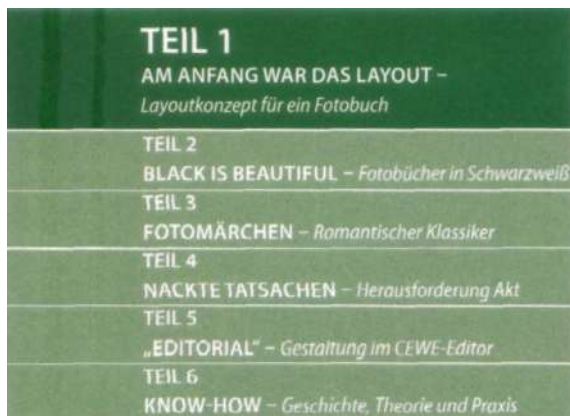 TEIL 1
AM ANFANG WAR DAS LAYOUT –
Layoutkonzept für ein Fotobuch
TEIL 2
BLACK IS BEAUTIFUL – Fotobücher in Schwarzweiß
TEIL 3
FOTOMÄRCHEN – Romantischer Klassiker
TEIL 4
NACKTE TATSACHEN – Herausforderung Akt
TEIL 5
„EDITORIAL“ – Gestaltung im CEWE-Editor
TEIL 6
KNOW-HOW – Geschichte, Theorie und Praxis